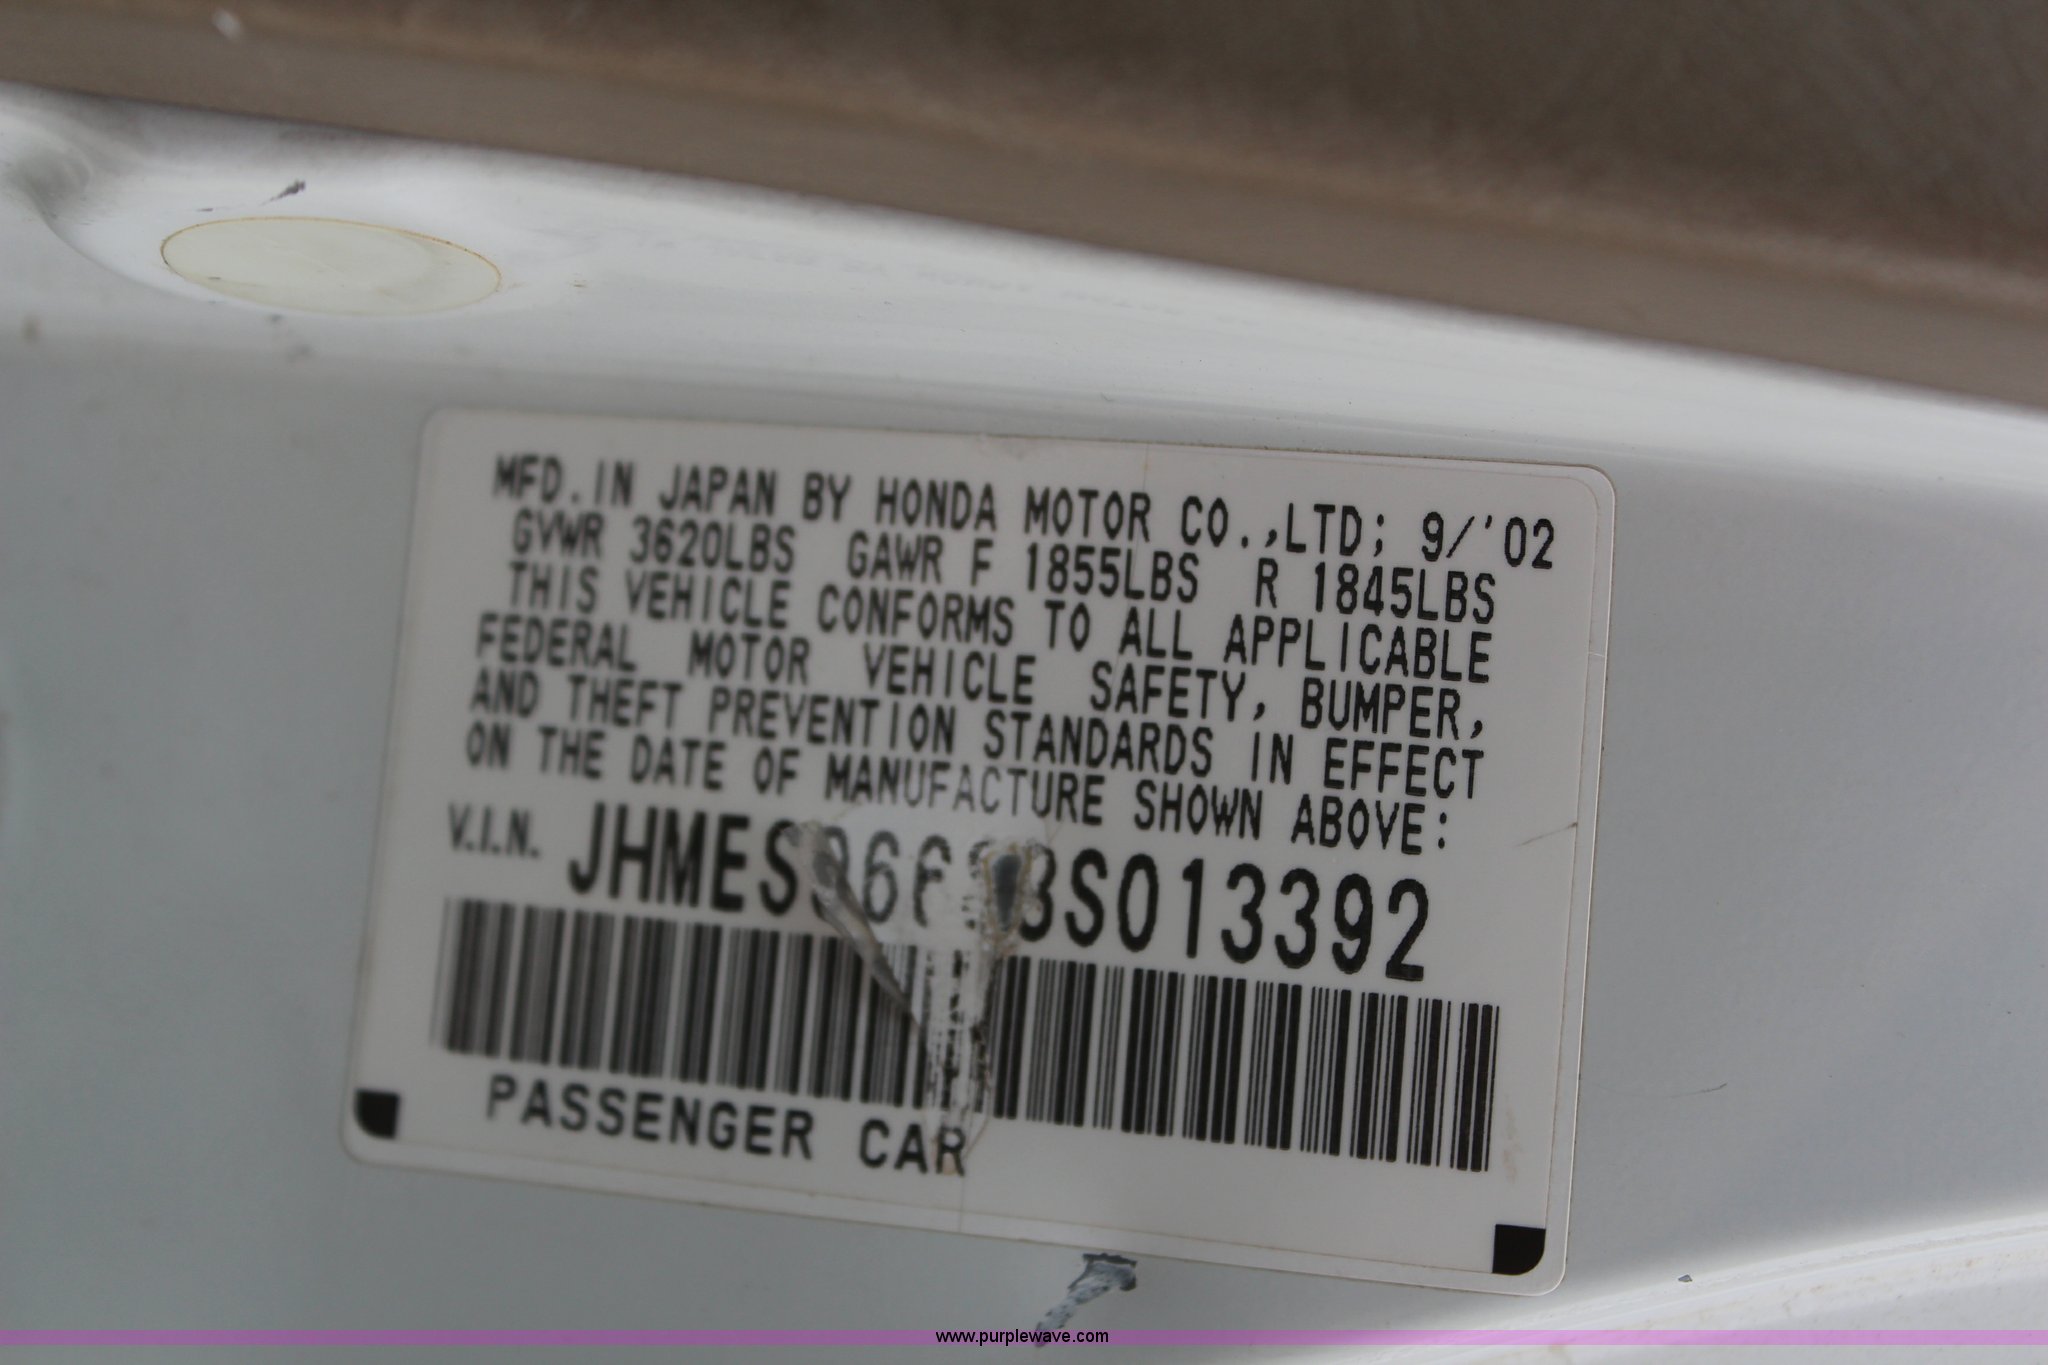 MFD. IN JAPAN BY HONDA MOTOR CO.,LTD; 9/'02
GVWR 3620LBS GAWR F 1855LBS R 1845LBS
THIS VEHICLE CONFORMS TO ALL APPLICABLE
FEDERAL MOTOR VEHICLE SAFETY, BUMPER,
AND THEFT PREVENTION STANDARDS IN EFFECT
ON THE DATE OF MANUFACTURE SHOWN ABOVE:
V.I.N.
PASSENGER CAR
www.purplewave.com